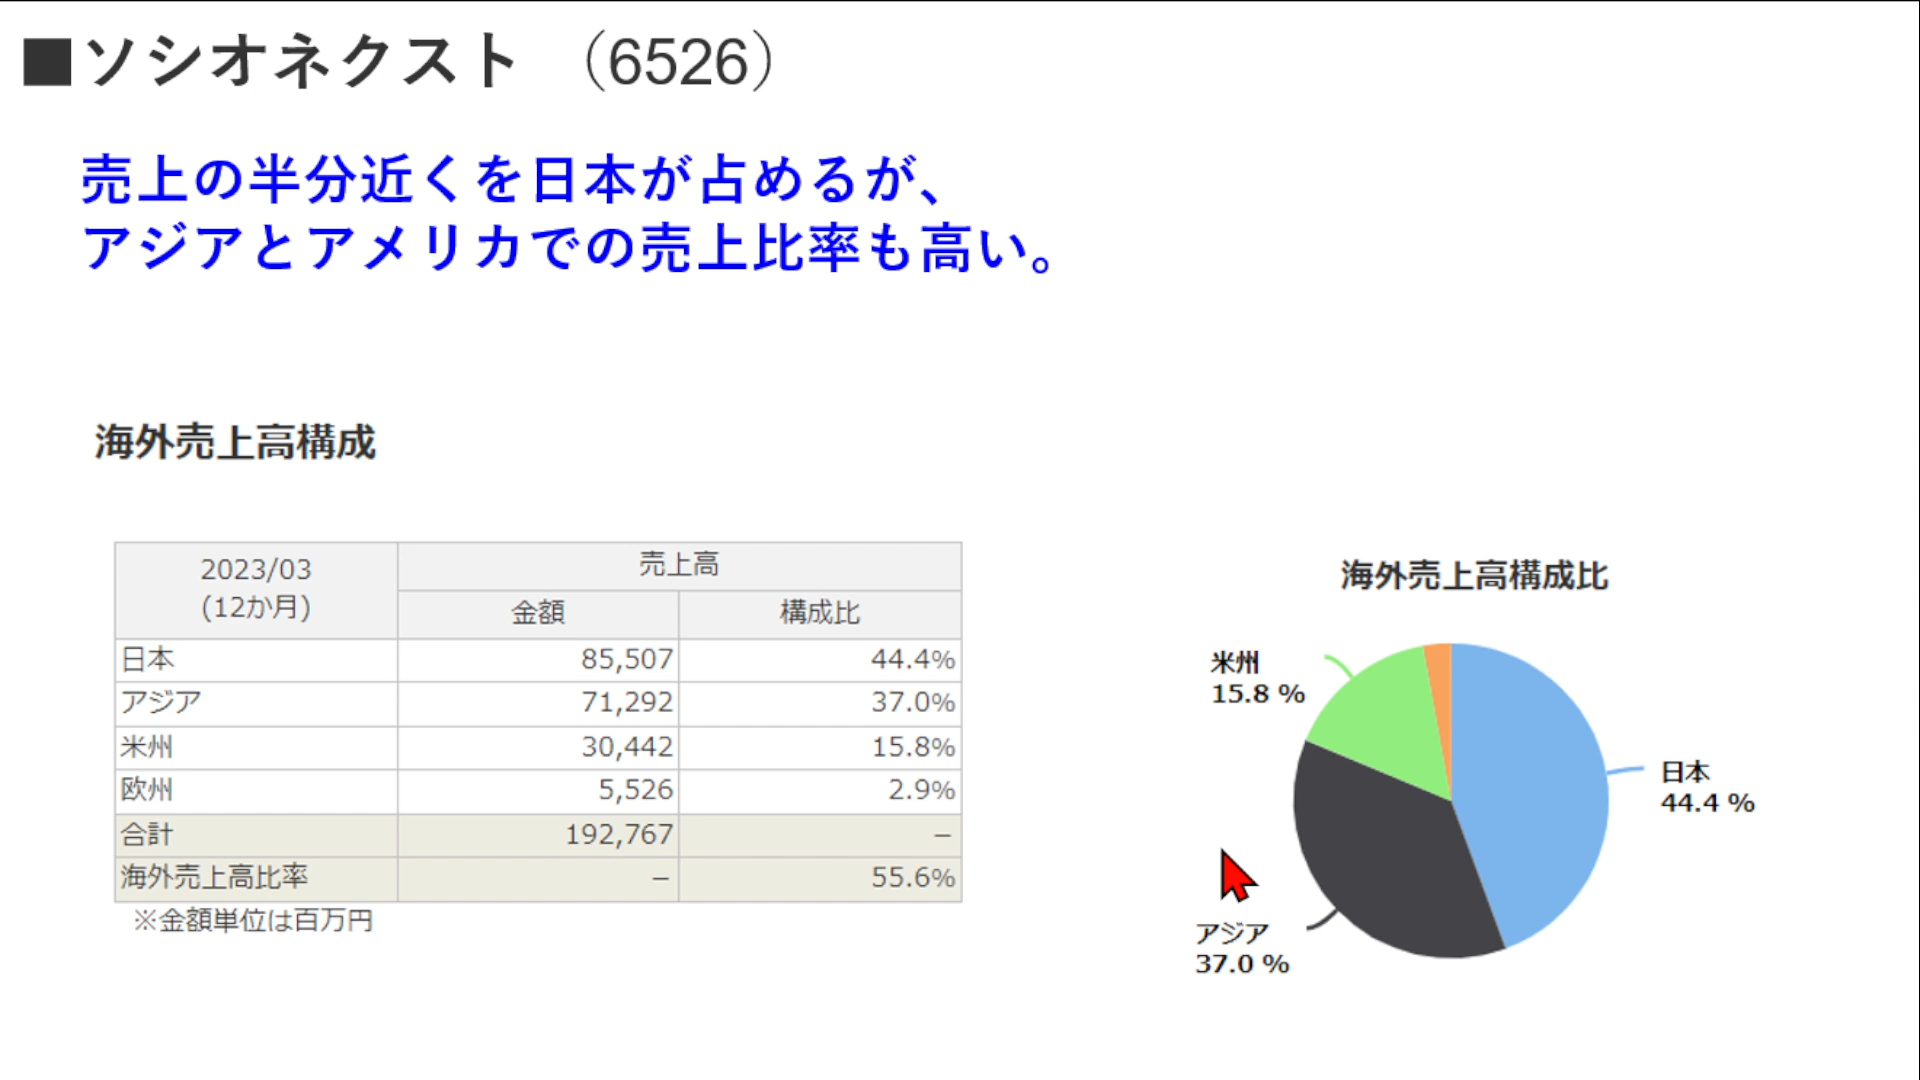 ■ソシオネクスト （6526）
売上の半分近くを日本が占めるが、
アジアとアメリカでの売上比率も高い。
海外売上高構成
2023/03
(12か月)
売上高
金額 構成比
日本 85,507 44.4%
アジア 71,292 37.0%
米州 30,442 15.8%
欧州 5,526 2.9%
合計 192,767 –
海外売上高比率 – 55.6%
※金額単位は百万円
海外売上高構成比
米州
15.8 %
日本
44.4 %
アジア
37.0 %